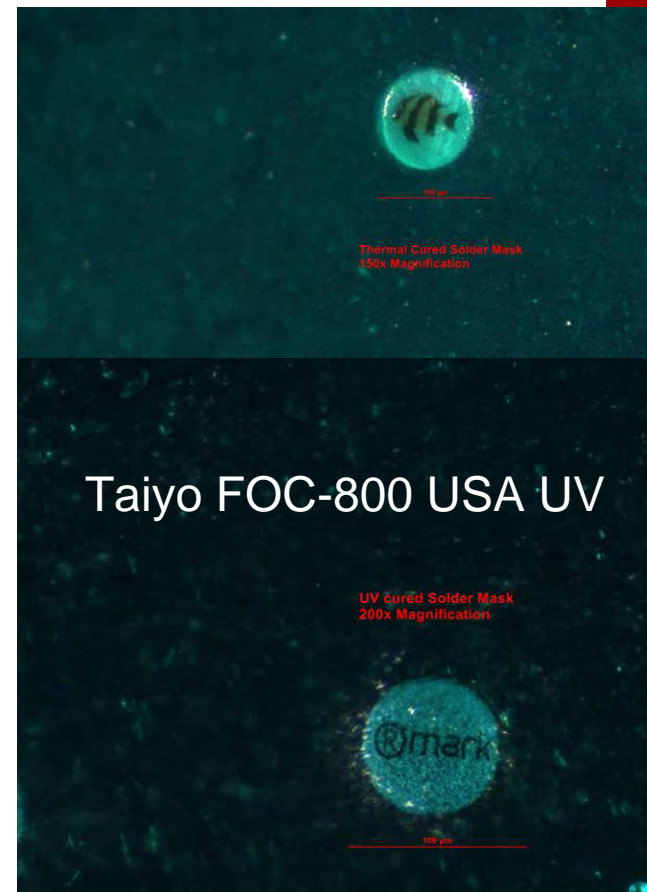 100 µm
Thermal Cured Solder Mask
150x Magnification
Taiyo FOC-800 USA UV
UV cured Solder Mask
200x Magnification
®mark
100 µm